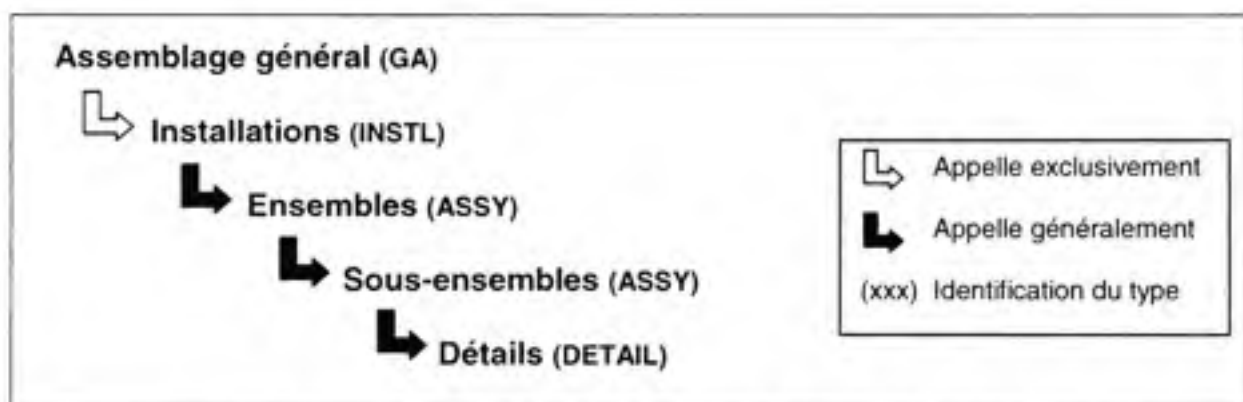 Assemblage général (GA)
Installations (INSTL)
Ensembles (ASSY)
Sous-ensembles (ASSY)
Détails (DETAIL)
Appelle exclusivement
Appelle généralement
(xxx) Identification du type